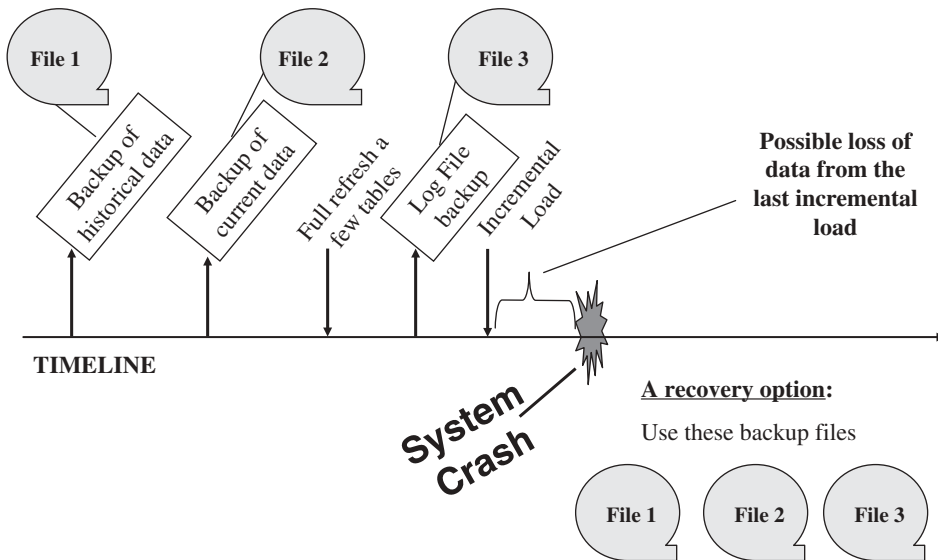 File 1
File 2
File 3
Backup of
historical data
Backup of
current data
Full refresh a
few tables
Log File
backup
Incremental
Load
Possible loss of
data from the
last incremental
load
TIMELINE
System
Crash
A recovery option:
Use these backup files
File 1
File 2
File 3